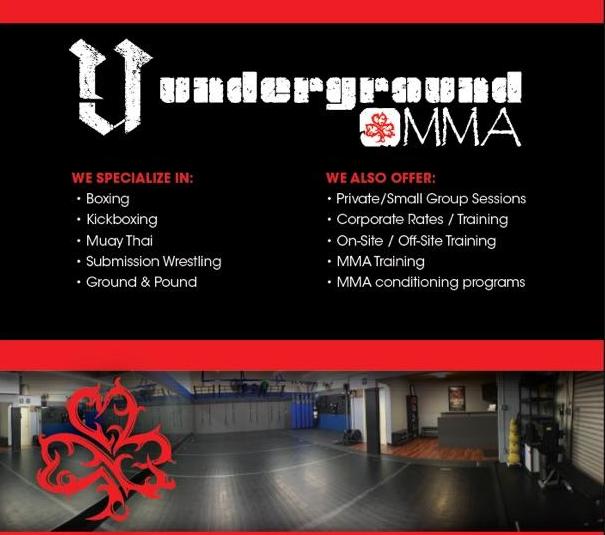 U underground
MMA
WE SPECIALIZE IN:
• Boxing
• Kickboxing
• Muay Thai
• Submission Wrestling
• Ground & Pound
WE ALSO OFFER:
• Private/Small Group Sessions
• Corporate Rates / Training
• On-Site / Off-Site Training
• MMA Training
• MMA conditioning programs